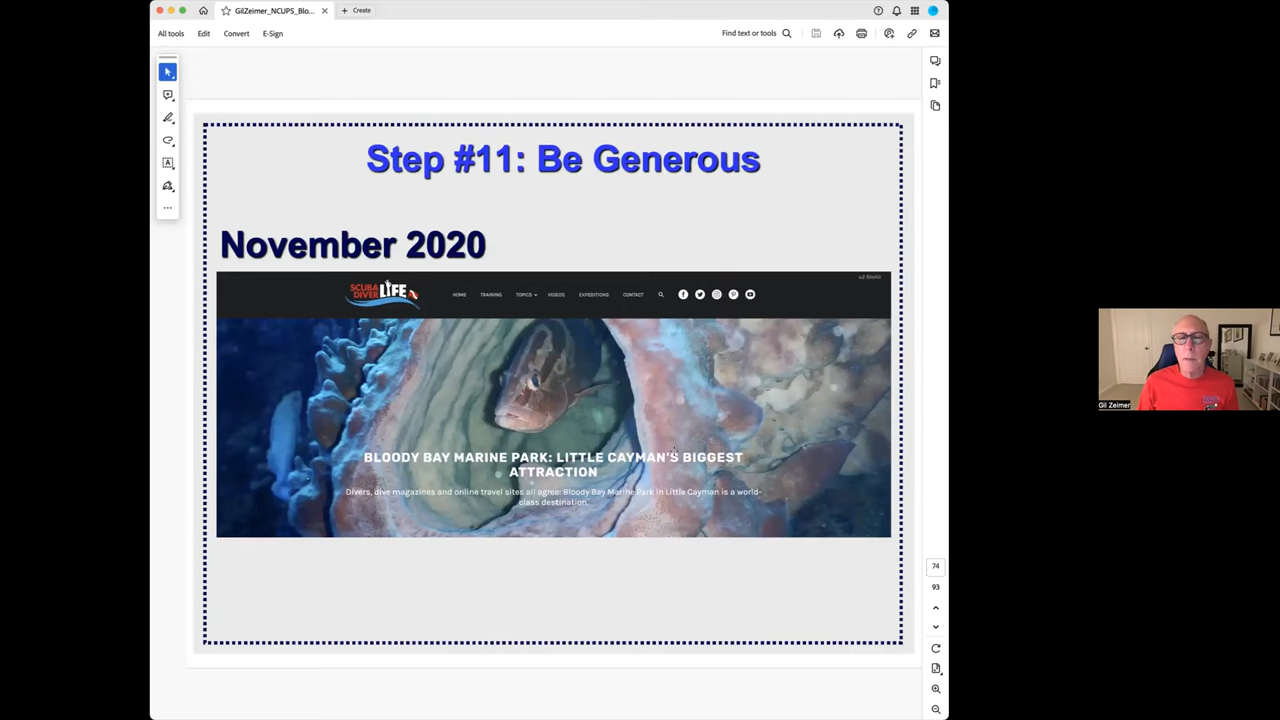 GilZeimer_NCUPS_Blo...
Create
All tools
Edit
Convert
E-Sign
Find text or tools
Step #11: Be Generous
November 2020
SCUBA
DIVER
LIFE
HOME
TRAINING
TOPICS
VIDEOS
EXPEDITIONS
CONTACT
BLOODY BAY MARINE PARK: LITTLE CAYMAN'S BIGGEST
ATTRACTION
Divers, dive magazines and online travel sites all agree: Bloody Bay Marine Park in Little Cayman is a world-
class destination.
Gil Zeimer
74
93